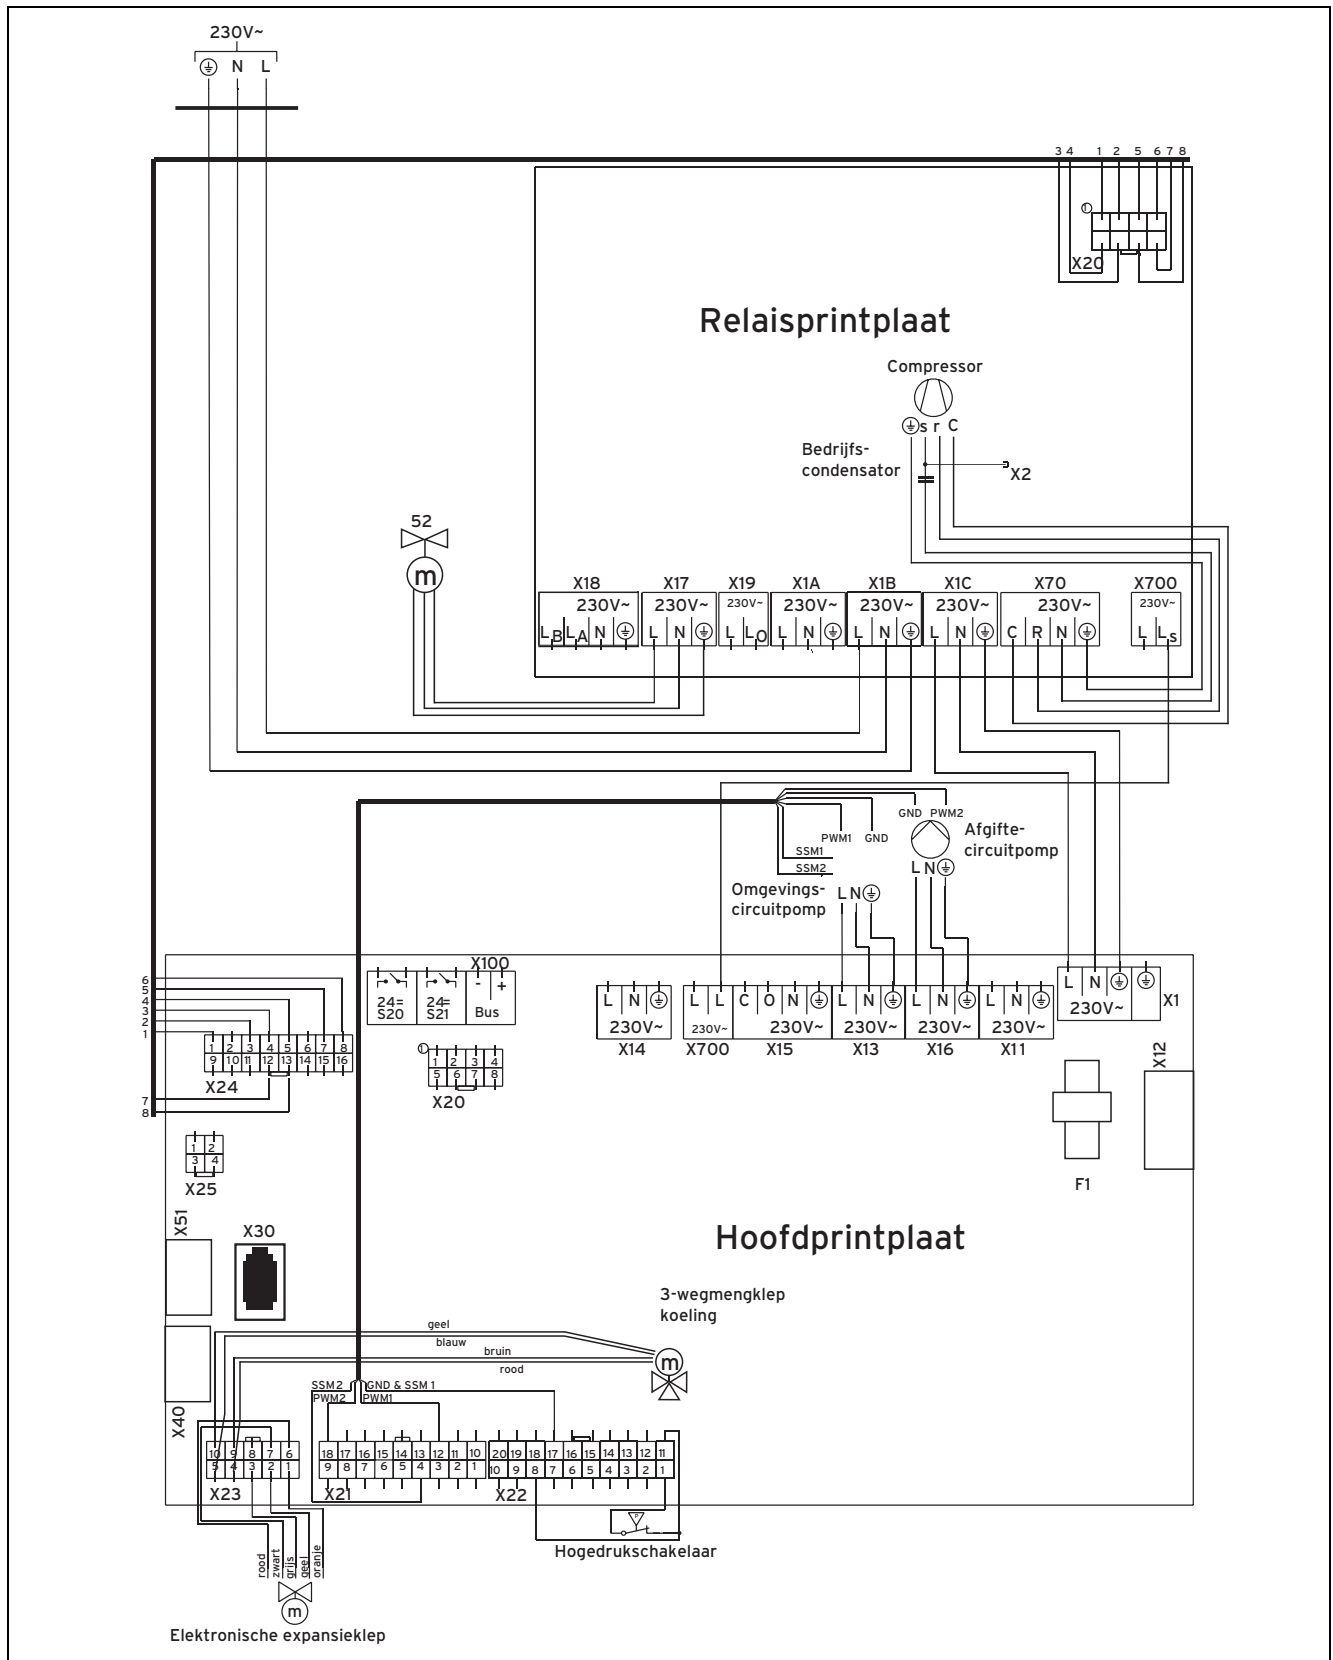 230V~
N L
3 4 1 2 5 6 7 8
1
X20
Relaisprintplaat
Compressor
s r C
Bedrijfs-
condensator
X2
52
m
X18 X17 X19 X1A X1B X1C X70 X700
230V~ 230V~ 230V~ 230V~ 230V~ 230V~ 230V~ 230V~
LB LA N L N L LO L N L N L N C R N L Ls
GND PWM2
PWM1 GND
Afgifte-
circuitpomp
SSM1
SSM2
L N
Omgevings-
circuitpomp
L N
X100
6
5
4
3
2
1
24=
S20
24=
S21
- +
Bus
L N L L C O N L N L N L N L N
230V~ 230V~ 230V~ 230V~ 230V~ 230V~ 230V~
X1
X14 X700 X15 X13 X16 X11
X12
1 2 3 4 5 6 7 8
9 10 11 12 13 14 15 16
X24
1
1 2 3 4
5 6 7 8
X20
7
8
1 2
3 4
X25
F1
X51
X30
Hoofdprintplaat
3-wegmengklep
koeling
geel
blauw
bruin
rood
m
SSM 2 GND & SSM 1
PWM2 PWM1
X40
10 9 8 7 6
5 4 3 2 1
X23
18 17 16 15 14 13 12 11 10
9 8 7 6 5 4 3 2 1
X21
20 19 18 17 16 15 14 13 12 11
10 9 8 7 6 5 4 3 2 1
X22
P
Hogedrukschakelaar
rood
zwart
grijs
geel
oranje
m
Elektronische expansieklep